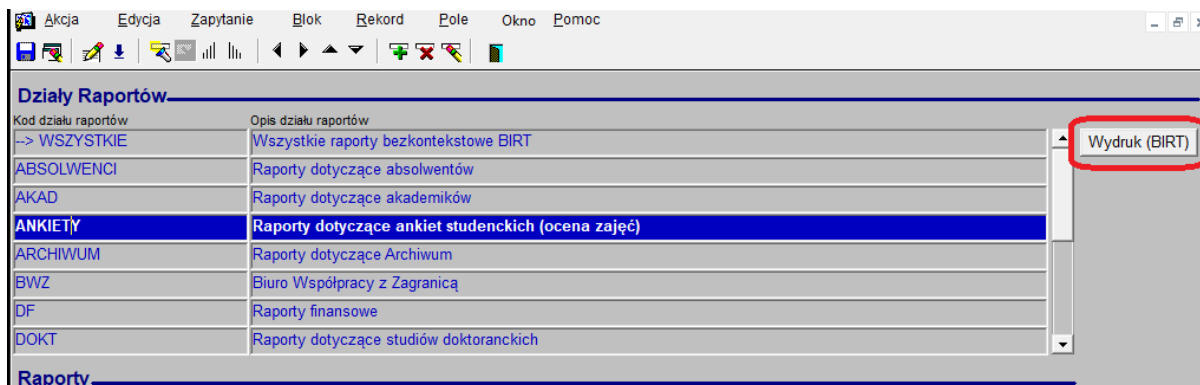 Akcja Edycja Zapytanie Blok Rekord Pole Okno Pomoc
Działy Raportów
Kod działu raportów Opis działu raportów
--> WSZYSTKIE Wszystkie raporty bezkontekstowe BIRT Wydruk (BIRT)
ABSOLWENCI Raporty dotyczące absolwentów
AKAD Raporty dotyczące akademików
ANKIETY Raporty dotyczące ankiet studenckich (ocena zajęć)
ARCHIWUM Raporty dotyczące Archiwum
BWZ Biuro Współpracy z Zagranicą
DF Raporty finansowe
DOKT Raporty dotyczące studiów doktoranckich
Raporty